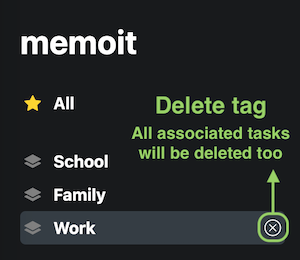 memoit
All
Delete tag
All associated tasks
will be deleted too
School
Family
Work